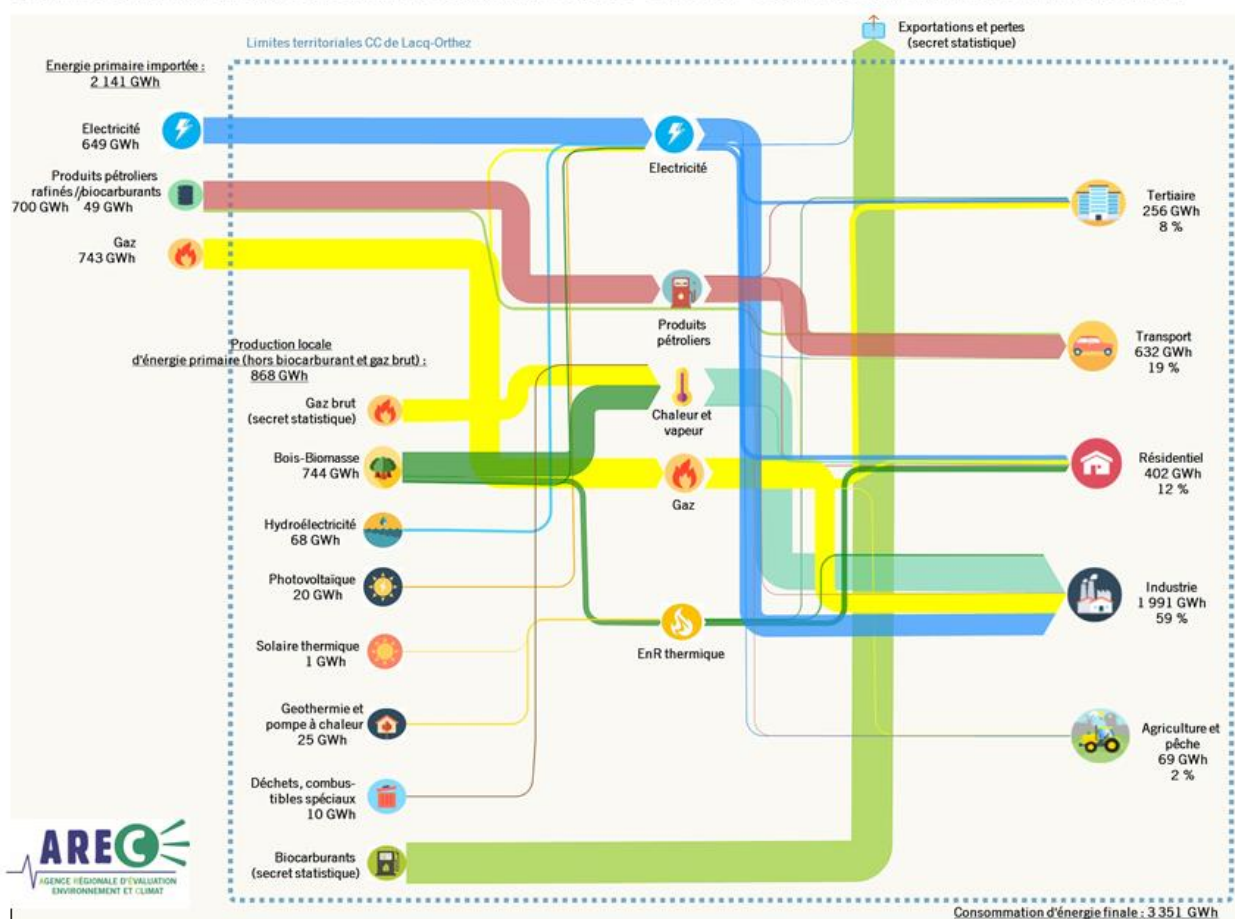 Exportations et pertes
(secret statistique)
Limites territoriales CC de Lacq-Orthez
Energie primaire importée :
2 141 GWh
Electricité
649 GWh
Produits pétroliers
rafinés //biocarburants
700 GWh 49 GWh
Gaz
743 GWh
Production locale
d'énergie primaire (hors biocarburant et gaz brut) :
868 GWh
Gaz brut
(secret statistique)
Bois-Biomasse
744 GWh
Hydroélectricité
68 GWh
Photovoltaïque
20 GWh
Solaire thermique
1 GWh
Geothermie et
pompe à chaleur
25 GWh
Déchets, combus-
tibles spéciaux
10 GWh
Biocarburants
(secret statistique)
Electricité
Produits
pétroliers
Chaleur et
vapeur
Gaz
EnR thermique
Tertiaire
256 GWh
8 %
Transport
632 GWh
19 %
Résidentiel
402 GWh
12 %
Industrie
1 991 GWh
59 %
Agriculture et
pêche
69 GWh
2 %
AREC
AGENCE RÉGIONALE D'ÉVALUATION
ENVIRONNEMENT ET CLIMAT
Consommation d'énergie finale : 3 351 GWh